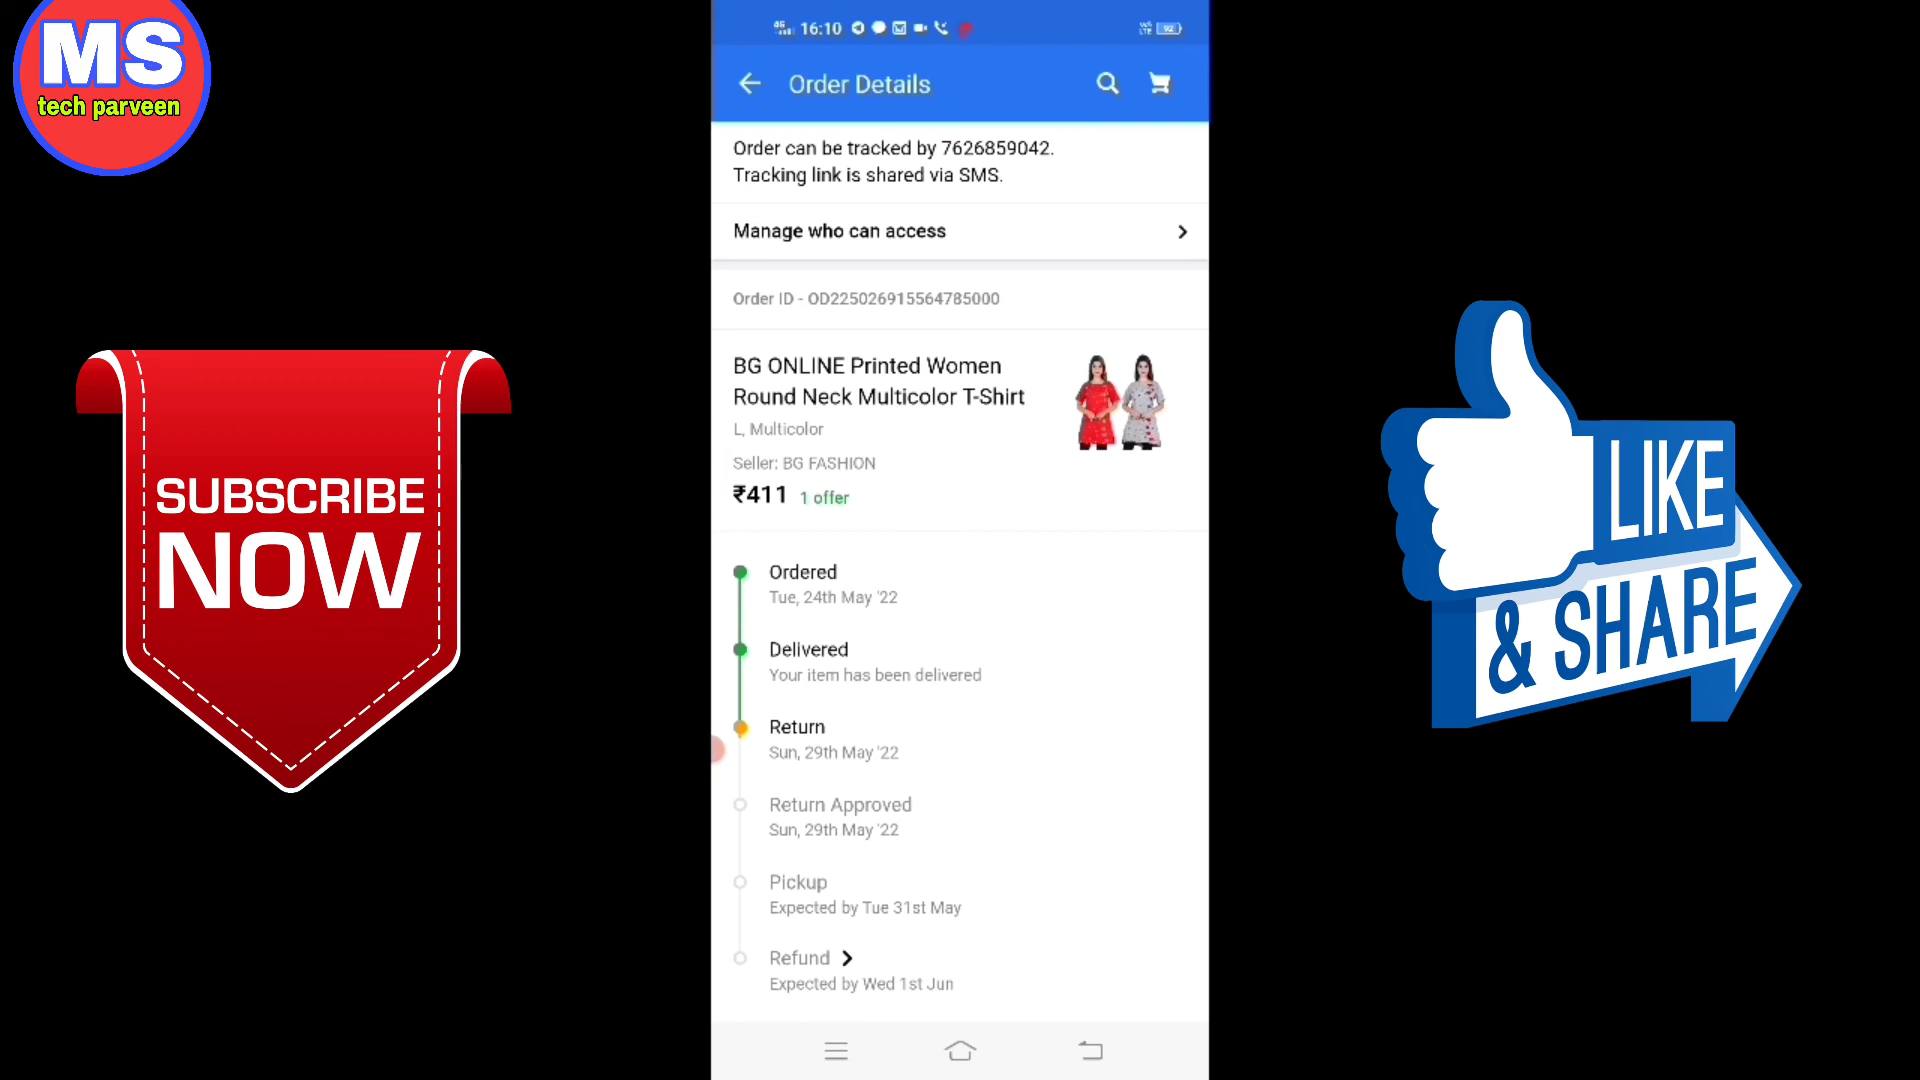 MS
tech parveen
SUBSCRIBE
NOW
4G 16:10
92
Order Details
Order can be tracked by 7626859042.
Tracking link is shared via SMS.
Manage who can access
Order ID - OD225026915564785000
BG ONLINE Printed Women
Round Neck Multicolor T-Shirt
L, Multicolor
Seller: BG FASHION
₹411 1 offer
Ordered
Tue, 24th May '22
Delivered
Your item has been delivered
Return
Sun, 29th May '22
Return Approved
Sun, 29th May '22
Pickup
Expected by Tue 31st May
Refund
Expected by Wed 1st Jun
LIKE
& SHARE